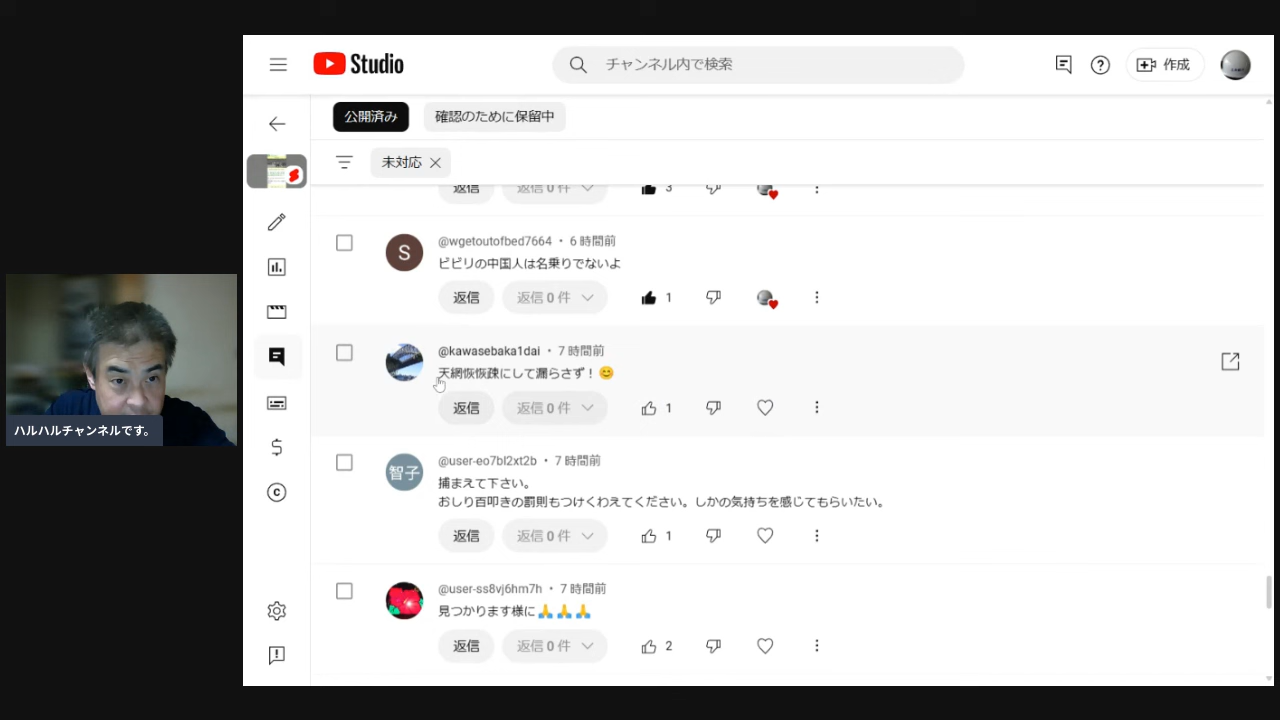 Studio
チャンネル内で検索
作成
公開済み
確認のために保留中
未対応
返信
返信 0 件
3
S
@wgetoutofbed7664 ・ 6 時間前
ビビリの中国人は名乗りでないよ
返信
返信 0 件
1
@kawasebaka1dai ・ 7 時間前
天網恢恢疎にして漏らさず！😊
返信
返信 0 件
1
智子
@user-eo7bl2xt2b ・ 7 時間前
捕まえて下さい。
おしり百叩きの罰則もつけくわえてください。しかの気持ちを感じてもらいたい。
返信
返信 0 件
1
@user-ss8vj6hm7h ・ 7 時間前
見つかります様に🙏🙏🙏
返信
返信 0 件
2
ハルハルチャンネルです。